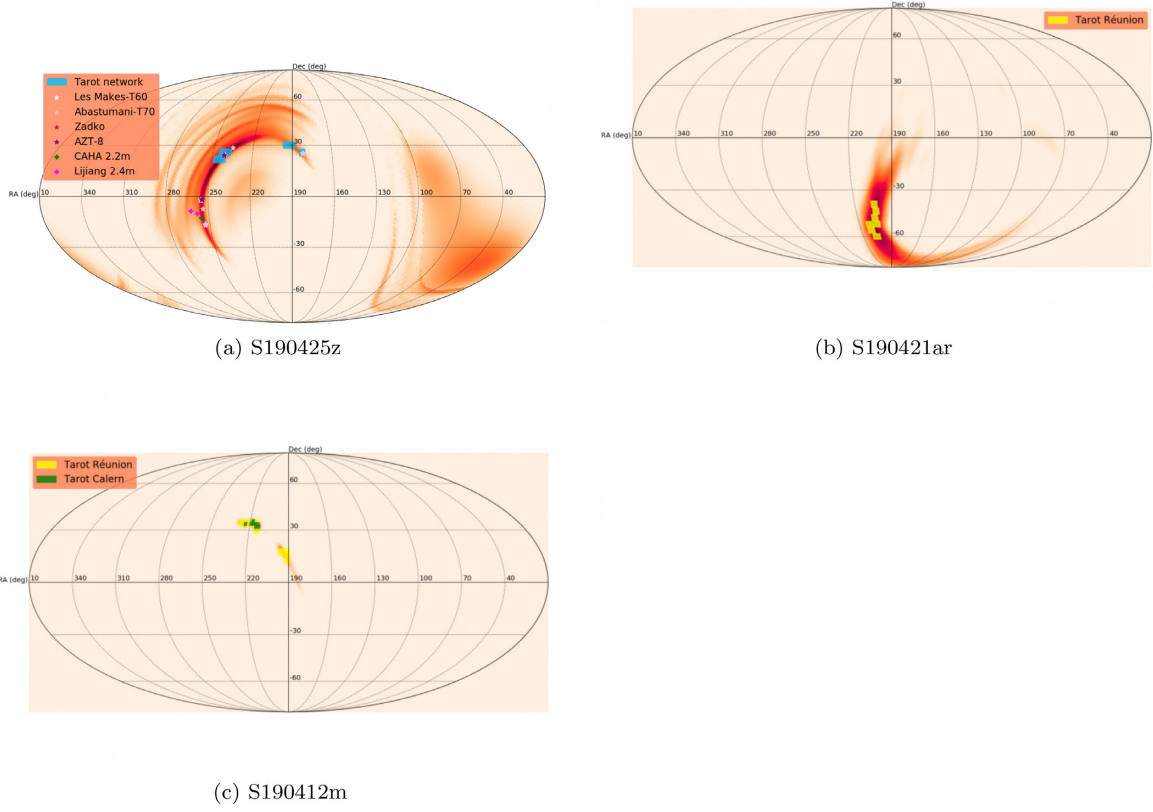 Dec (deg)
Tarot network
Les Makes-T60
Abastumani-T70
Zadko
AZT-8
CAHA 2.2m
Lijiang 2.4m
60
30
RA (deg)
10 340 310 280 250 220 190 100 70 40
-30
-60
(a) S190425z
Dec (deg)
Tarot Réunion
60
30
RA (deg)
10 340 310 280 250 220 190 160 100 70 40
-30
-60
(b) S190421ar
Dec (deg)
Tarot Réunion
Tarot Calern
60
30
RA (deg)
10 340 310 280 250 220 190 160 130 100 70 40
-30
-60
(c) S190412m